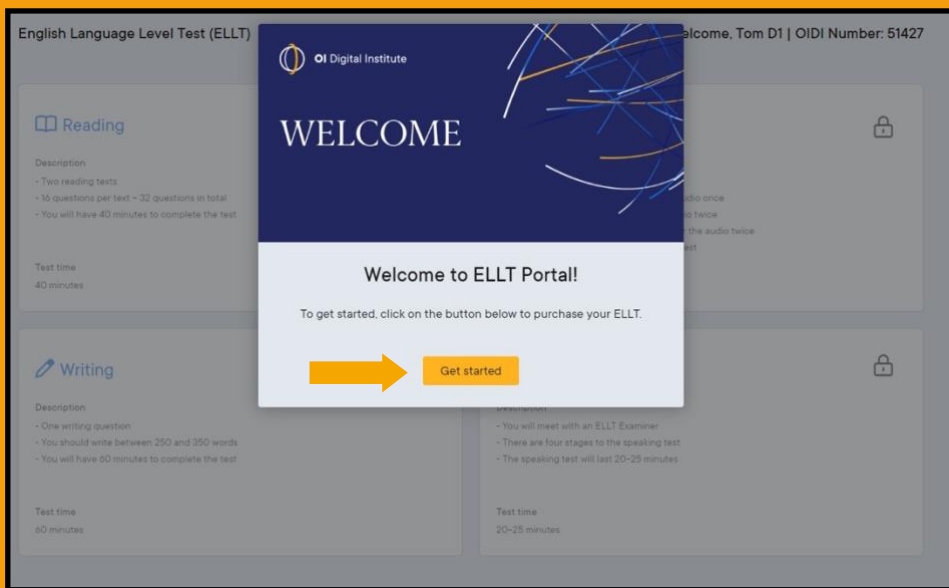 English Language Level Test (ELLT)
elcome, Tom D1 | OIDI Number: 51427
OI Digital Institute
WELCOME
Welcome to ELLT Portal!
To get started, click on the button below to purchase your ELLT.
Get started
Reading
Description
- Two reading tests
- 16 questions per text - 32 questions in total
- You will have 40 minutes to complete the test
Test time
40 minutes
udio once
io twice
r the audio twice
est
Writing
Description
- One writing question
- You should write between 250 and 350 words
- You will have 60 minutes to complete the test
Test time
60 minutes
Description
- You will meet with an ELLT Examiner
- There are four stages to the speaking test
- The speaking test will last 20-25 minutes
Test time
20-25 minutes